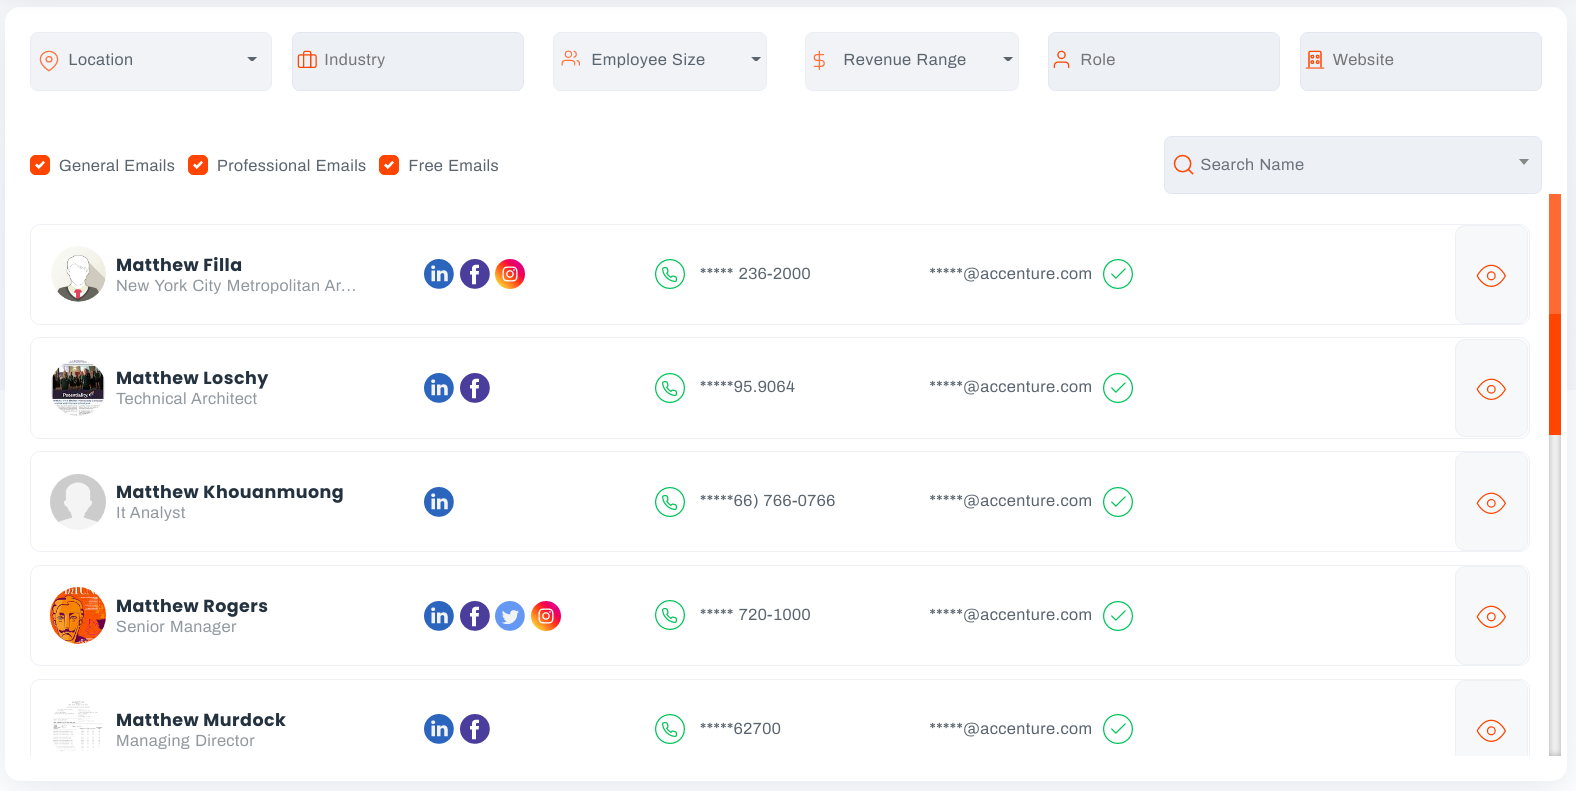 Location
Industry
Employee Size
Revenue Range
Role
Website
General Emails
Professional Emails
Free Emails
Search Name
Matthew Filla
New York City Metropolitan Ar...
***** 236-2000
*****@accenture.com
Matthew Loschy
Technical Architect
*****95.9064
*****@accenture.com
Matthew Khouanmuong
It Analyst
*****66) 766-0766
*****@accenture.com
Matthew Rogers
Senior Manager
***** 720-1000
*****@accenture.com
Matthew Murdock
Managing Director
*****62700
*****@accenture.com